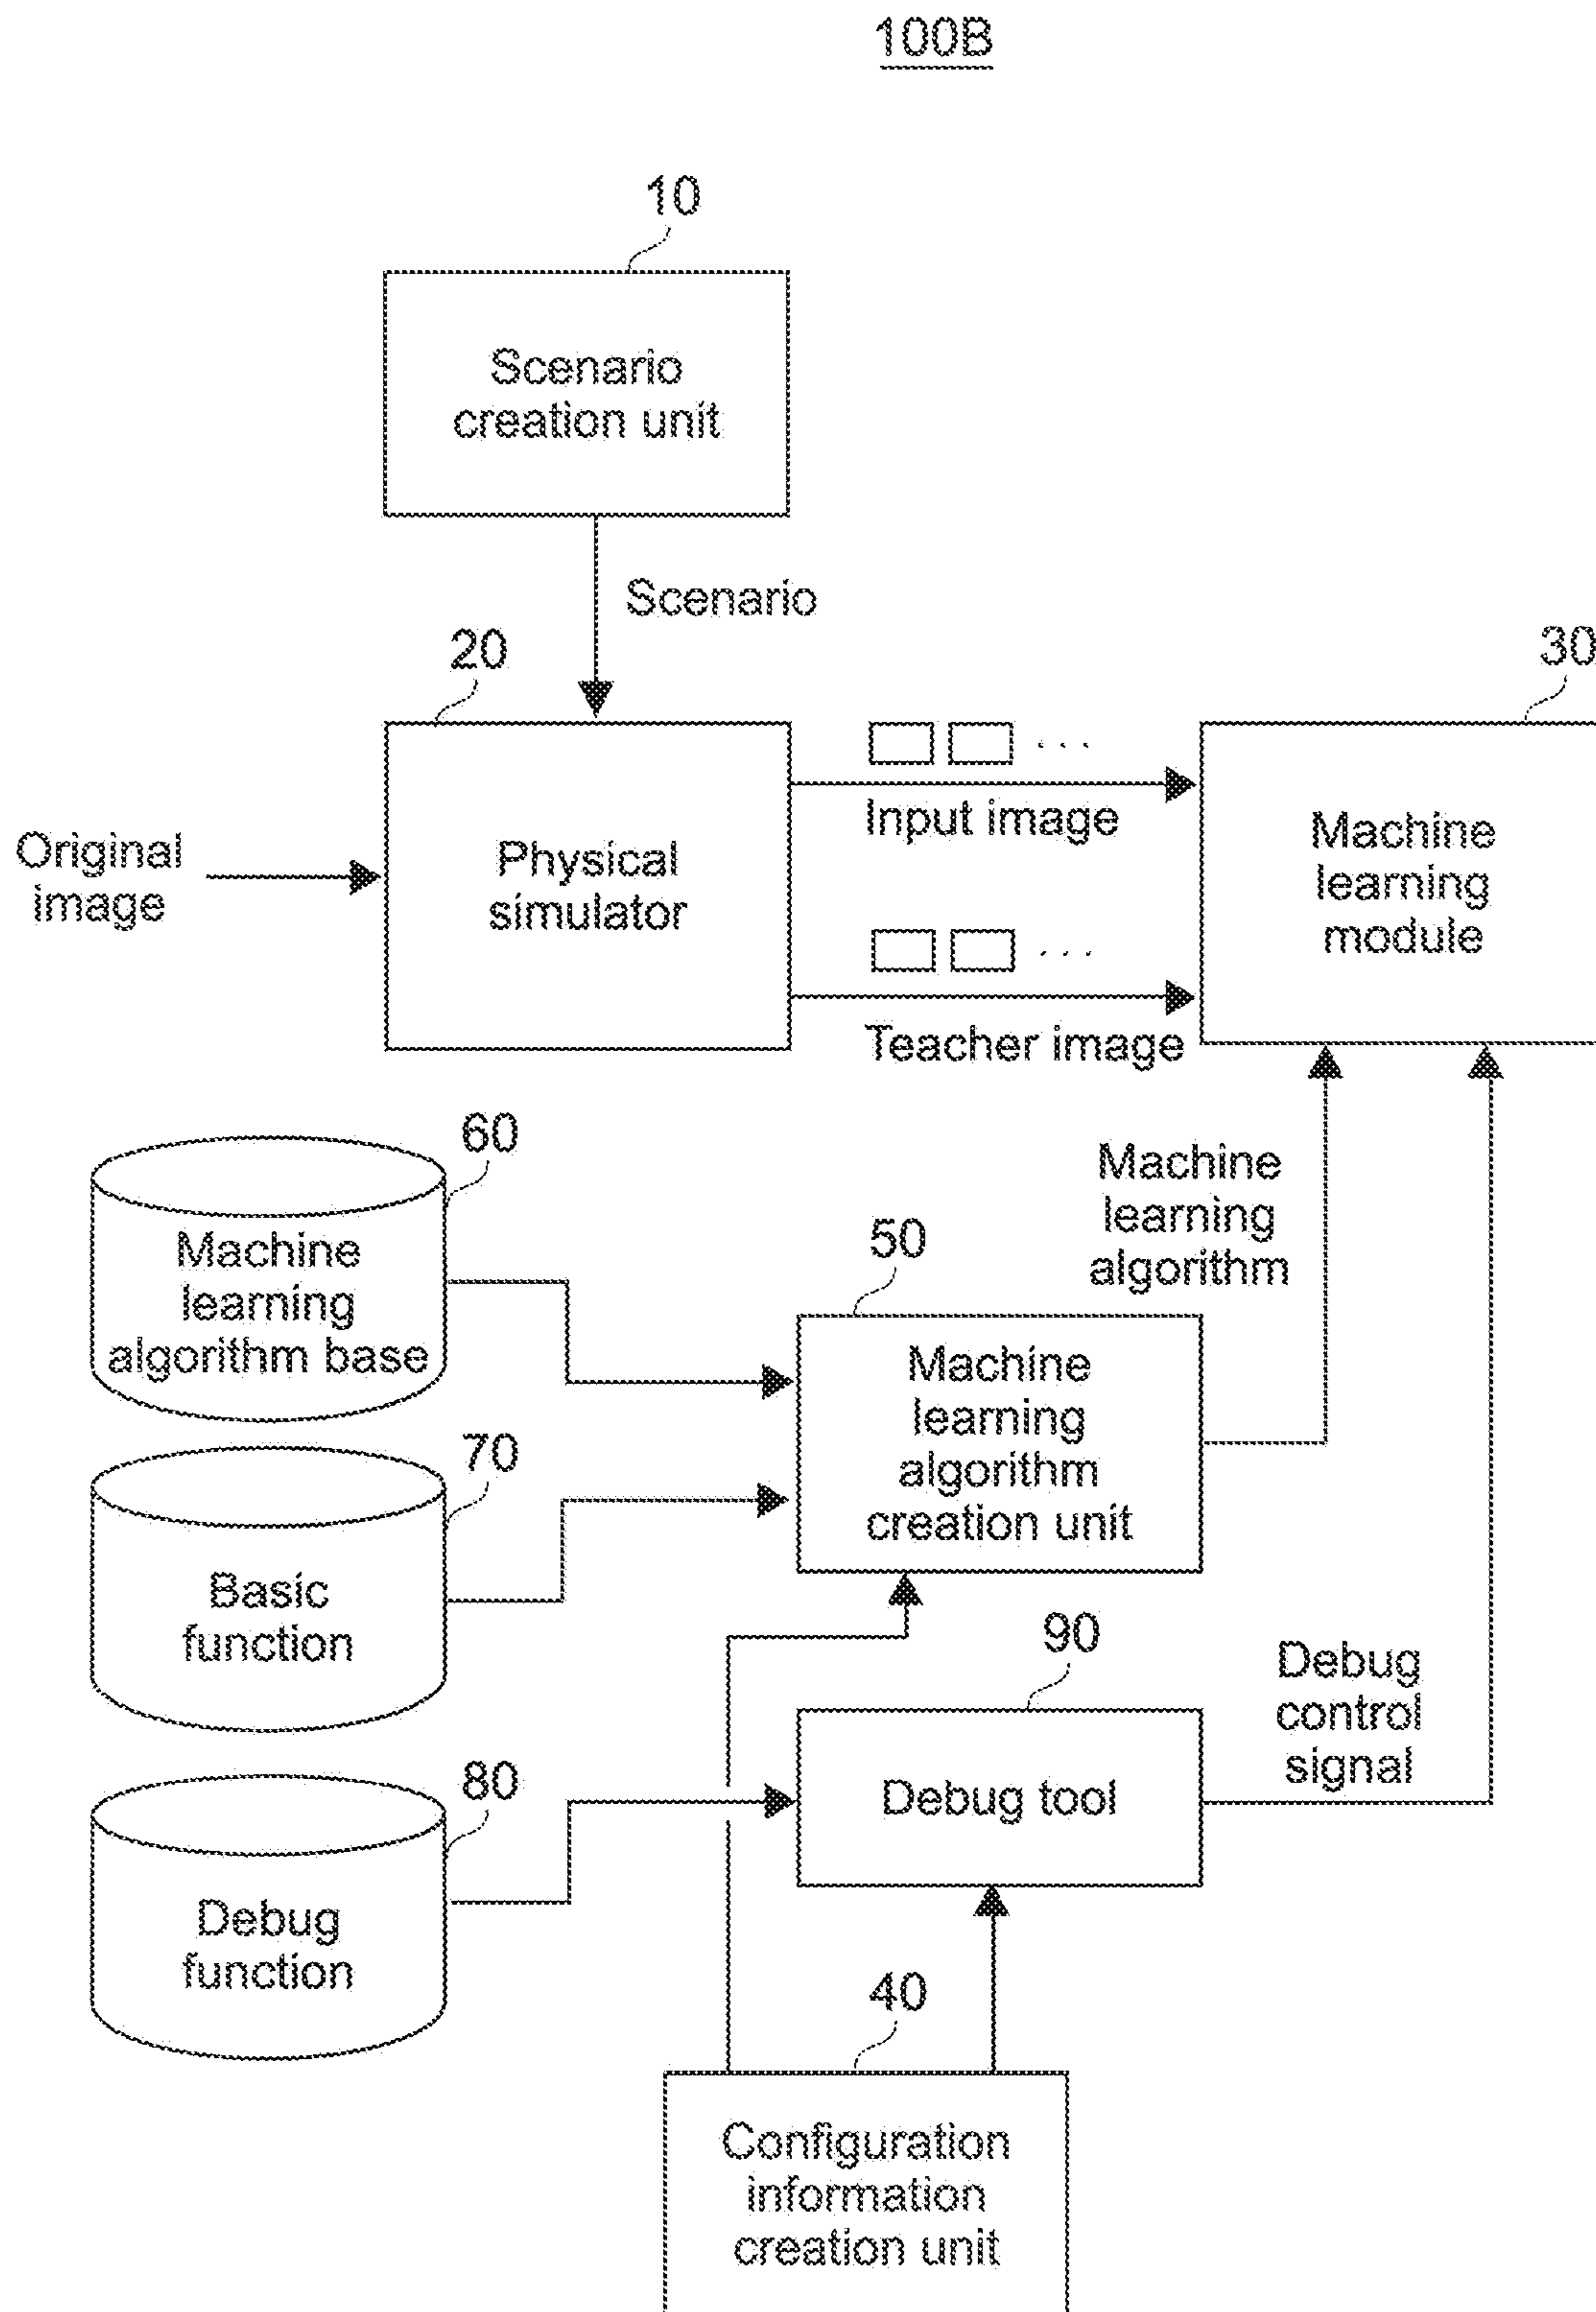 100B
10
Scenario
creation unit
Scenario
20
30
Original
image
Physical
simulator
Input image
Teacher image
Machine
learning
module
60
Machine
learning
algorithm base
50
Machine
learning
algorithm
Machine
learning
algorithm
creation unit
70
Basic
function
90
Debug tool
Debug
control
signal
80
Debug
function
40
Configuration
information
creation unit